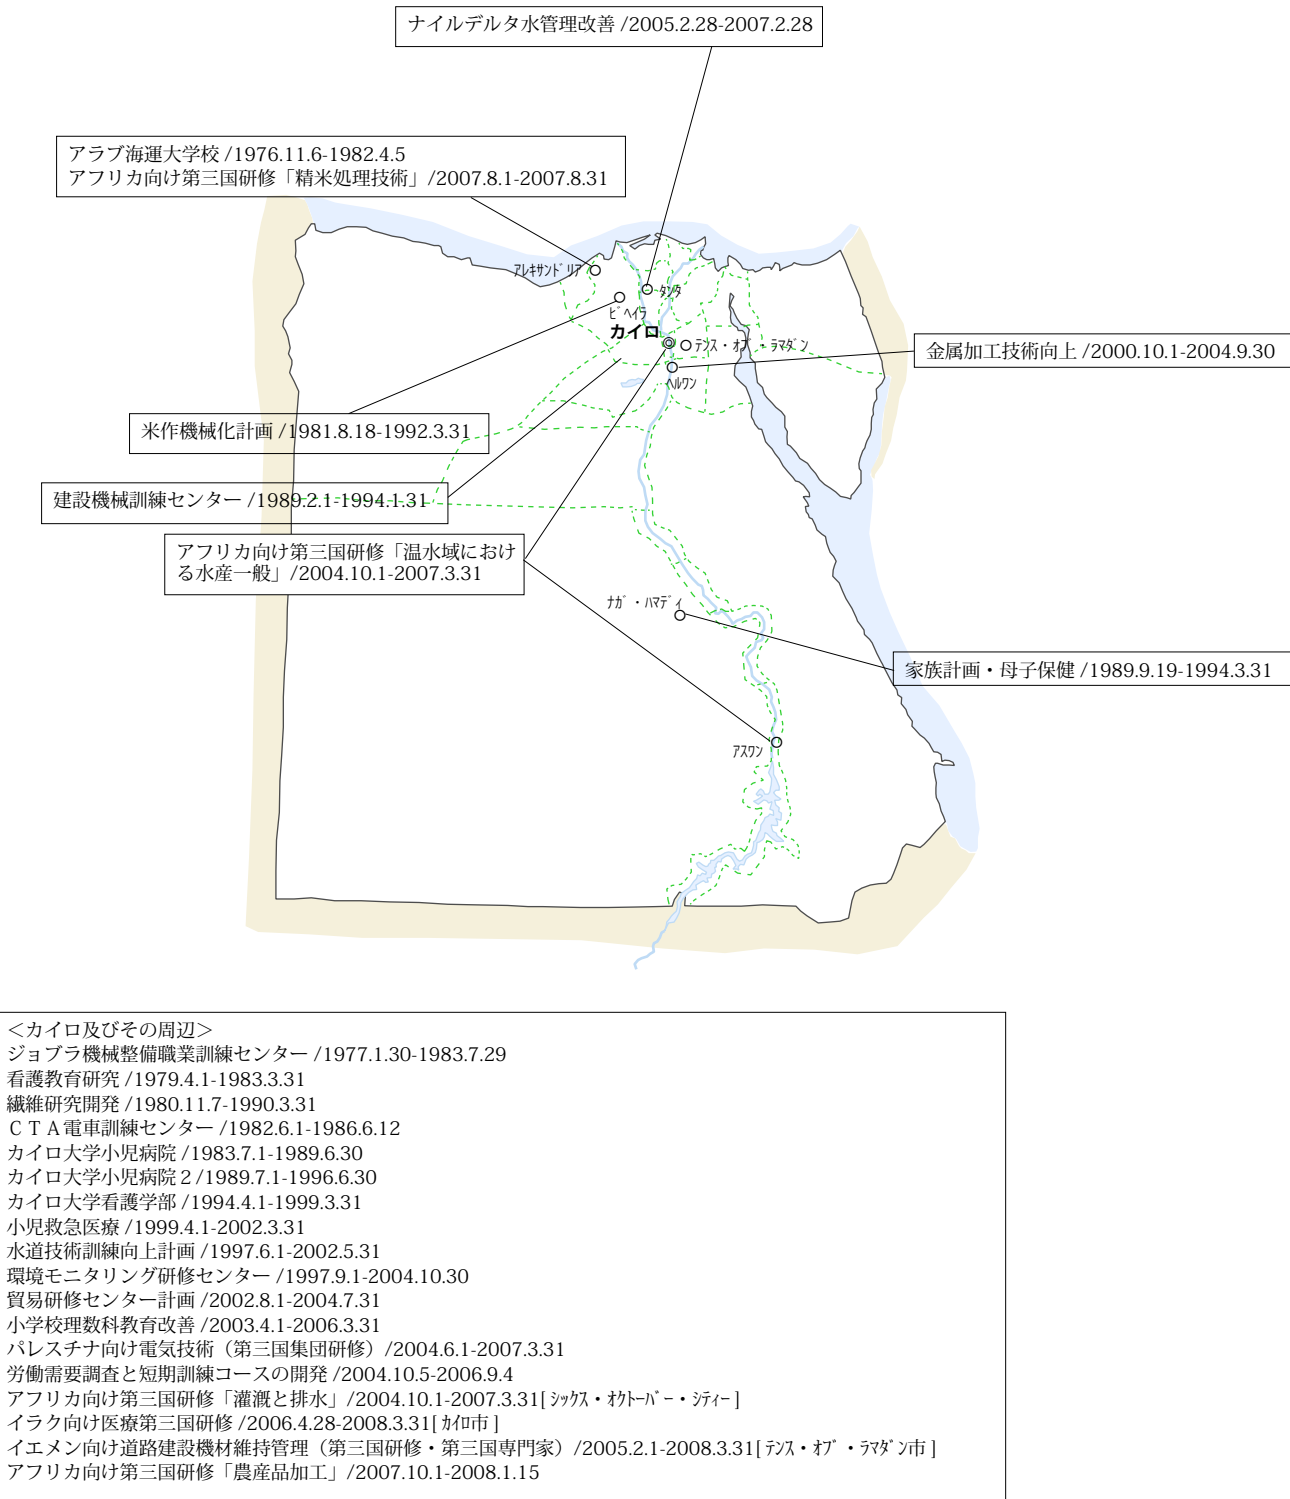 ナイルデルタ水管理改善 /2005.2.28-2007.2.28
アラブ海運大学校 /1976.11.6-1982.4.5
アフリカ向け第三国研修「精米処理技術」/2007.8.1-2007.8.31
ｱﾚｷｻﾝﾄﾞﾘｱ
ﾀﾝﾀ
ﾋﾞﾍｲﾗ
カイロ
ﾃﾝｽ・ｵﾌﾞ・ﾗﾏﾀﾞﾝ
金属加工技術向上 /2000.10.1-2004.9.30
ﾍﾙﾜﾝ
米作機械化計画 /1981.8.18-1992.3.31
建設機械訓練センター /1989.2.1-1994.1.31
アフリカ向け第三国研修「温水域におけ
る水産一般」/2004.10.1-2007.3.31
ﾅｶﾞ・ﾊﾏﾃﾞｨ
家族計画・母子保健 /1989.9.19-1994.3.31
ｱｽﾜﾝ
＜カイロ及びその周辺＞
ジョブラ機械整備職業訓練センター /1977.1.30-1983.7.29
看護教育研究 /1979.4.1-1983.3.31
繊維研究開発 /1980.11.7-1990.3.31
ＣＴＡ電車訓練センター /1982.6.1-1986.6.12
カイロ大学小児病院 /1983.7.1-1989.6.30
カイロ大学小児病院２/1989.7.1-1996.6.30
カイロ大学看護学部 /1994.4.1-1999.3.31
小児救急医療 /1999.4.1-2002.3.31
水道技術訓練向上計画 /1997.6.1-2002.5.31
環境モニタリング研修センター /1997.9.1-2004.10.30
貿易研修センター計画 /2002.8.1-2004.7.31
小学校理数科教育改善 /2003.4.1-2006.3.31
パレスチナ向け電気技術（第三国集団研修）/2004.6.1-2007.3.31
労働需要調査と短期訓練コースの開発 /2004.10.5-2006.9.4
アフリカ向け第三国研修「灌漑と排水」/2004.10.1-2007.3.31[ ｼｯｸｽ・ｵｸﾄｰﾊﾞｰ・ｼﾃｨｰ ]
イラク向け医療第三国研修 /2006.4.28-2008.3.31[ ｶｲﾛ市 ]
イエメン向け道路建設機材維持管理（第三国研修・第三国専門家）/2005.2.1-2008.3.31[ ﾃﾝｽ・ｵﾌﾞ・ﾗﾏﾀﾞﾝ市 ]
アフリカ向け第三国研修「農産品加工」/2007.10.1-2008.1.15